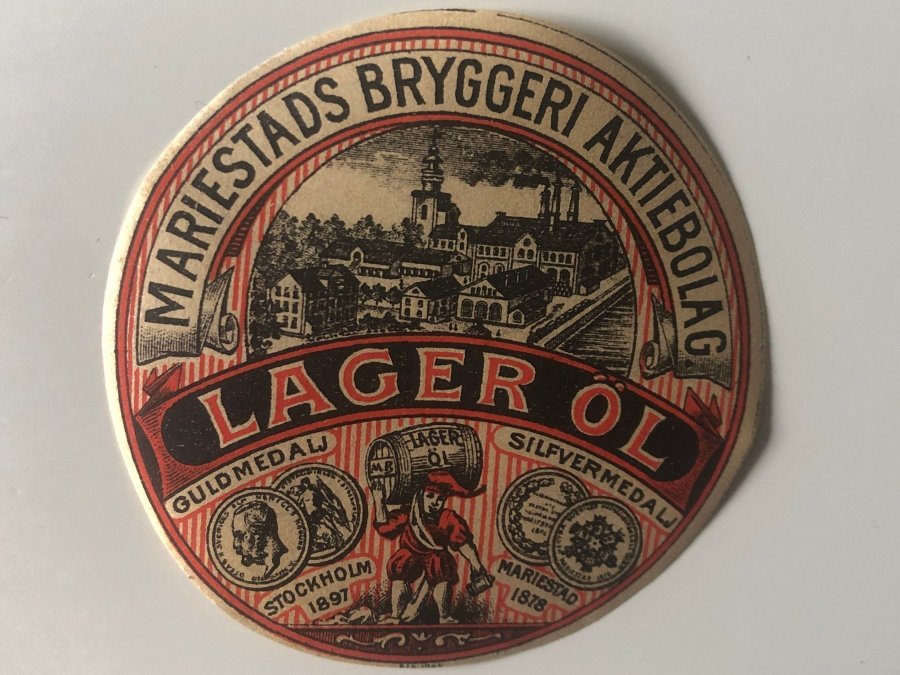 MARIESTADS BRYGGERI AKTIEBOLAG
LAGER ÖL
GULDMEDALJ
SILFVERMEDALJ
LAGER
ÖL
M.B
STOCKHOLM
1897
MARIESTAD
1878